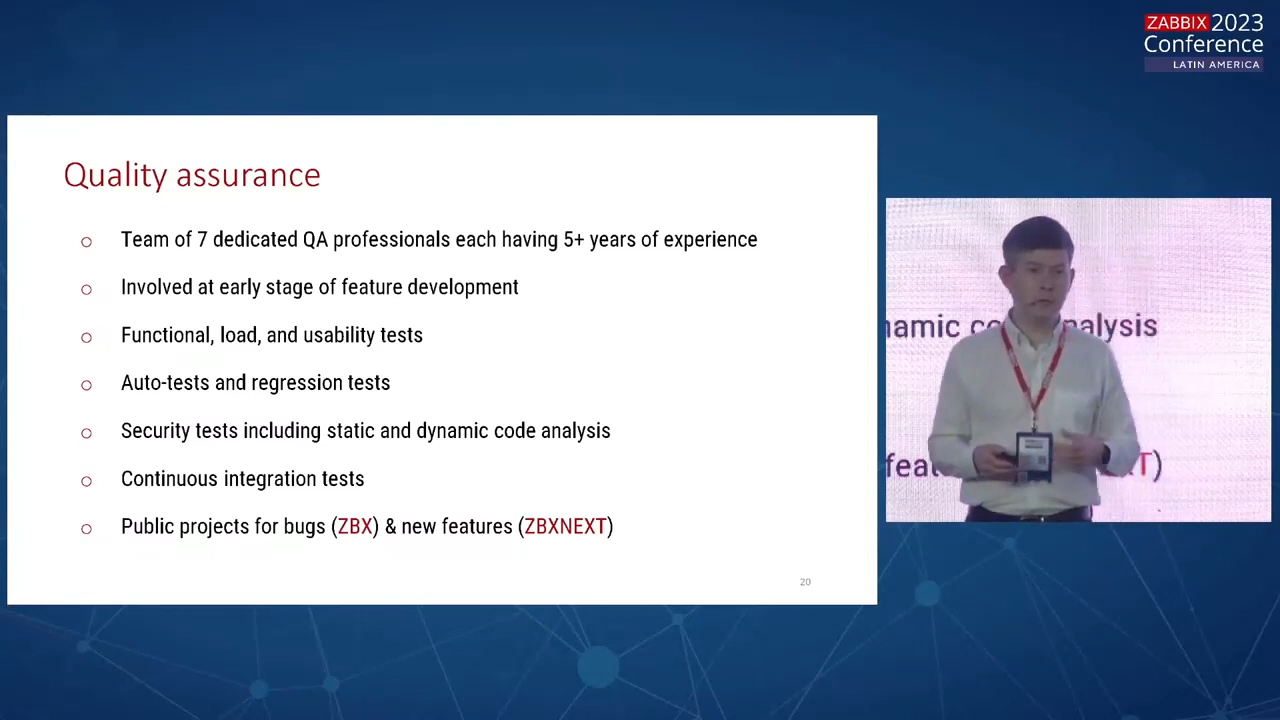 ZABBIX 2023
Conference
LATIN AMERICA
Quality assurance
Team of 7 dedicated QA professionals each having 5+ years of experience
Involved at early stage of feature development
Functional, load, and usability tests
Auto-tests and regression tests
Security tests including static and dynamic code analysis
Continuous integration tests
Public projects for bugs (ZBX) & new features (ZBXNEXT)
20